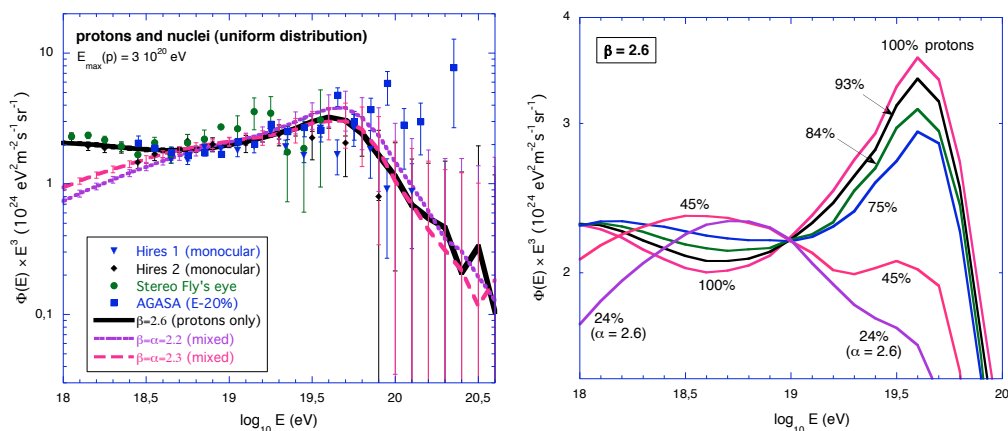 protons and nuclei (uniform distribution)
E_max(p) = 3 10^20 eV
Φ(E) × E^3 (10^24 eV^2 m^-2 s^-1 sr^-1)
10
1
0,1
Hires 1 (monocular)
Hires 2 (monocular)
Stereo Fly's eye
AGASA (E-20%)
β=2.6 (protons only)
β=α=2.2 (mixed)
β=α=2.3 (mixed)
18 18,5 19 19,5 20 20,5
log_10 E (eV)
Φ(E) × E^3 (10^24 eV^2 m^-2 s^-1 sr^-1)
4
3
2
β = 2.6
100% protons
93%
84%
75%
45%
45%
100%
24%
(α = 2.6)
24%
(α = 2.6)
18 18,5 19 19,5 20
log_10 E (eV)